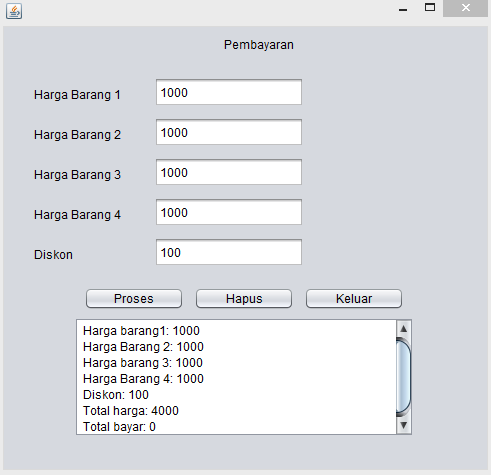 Pembayaran
Harga Barang 1 1000
Harga Barang 2 1000
Harga Barang 3 1000
Harga Barang 4 1000
Diskon 100
Proses Hapus Keluar
Harga barang1: 1000
Harga Barang 2: 1000
Harga barang 3: 1000
Harga Barang 4: 1000
Diskon: 100
Total harga: 4000
Total bayar: 0